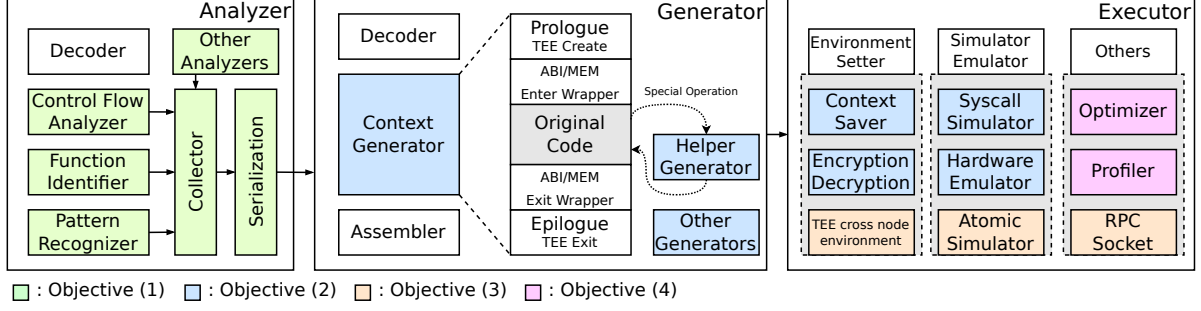 Analyzer
Decoder
Other
Analyzers
Control Flow
Analyzer
Function
Identifier
Pattern
Recognizer
Collector
Serialization
Generator
Decoder
Context
Generator
Assembler
Prologue
TEE Create
ABI/MEM
Enter Wrapper
Original
Code
ABI/MEM
Exit Wrapper
Epilogue
TEE Exit
Special Operation
Helper
Generator
Other
Generators
Executor
Environment
Setter
Context
Saver
Encryption
Decryption
TEE cross node
environment
Simulator
Emulator
Syscall
Simulator
Hardware
Emulator
Atomic
Simulator
Others
Optimizer
Profiler
RPC
Socket
: Objective (1)
: Objective (2)
: Objective (3)
: Objective (4)